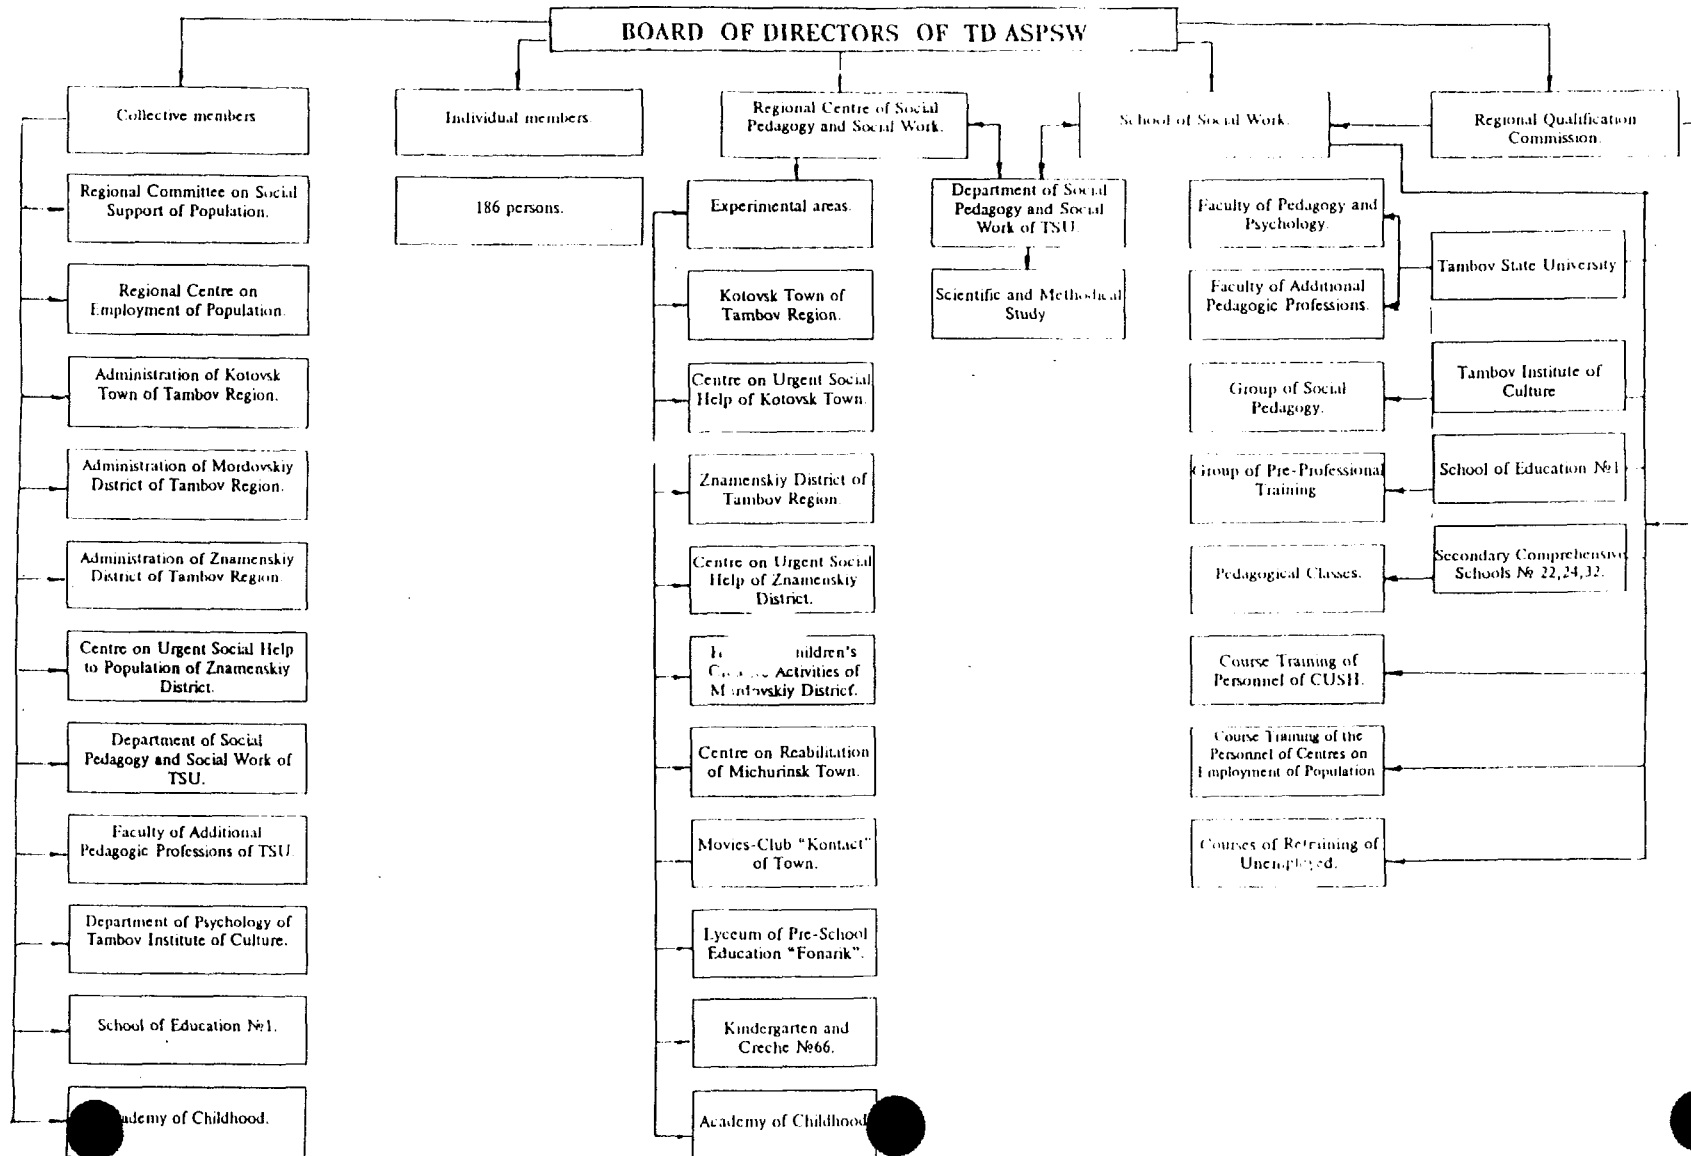 BOARD OF DIRECTORS OF TD ASPSW
Collective members
Individual members.
Regional Centre of Social
Pedagogy and Social Work.
School of Social Work.
Regional Qualification
Commission.
Regional Committee on Social
Support of Population.
Regional Centre on
Employment of Population.
Administration of Kotovsk
Town of Tambov Region.
Administration of Mordovskiy
District of Tambov Region.
Administration of Znamenskiy
District of Tambov Region.
Centre on Urgent Social Help
to Population of Znamenskiy
District.
Department of Social
Pedagogy and Social Work of
TSU.
Faculty of Additional
Pedagogic Professions of TSU.
Department of Psychology of
Tambov Institute of Culture.
School of Education №1.
of Childhood.
186 persons.
Experimental areas.
Kotovsk Town of
Tambov Region.
Centre on Urgent Social
Help of Kotovsk Town.
Znamenskiy District of
Tambov Region.
Centre on Urgent Social
Help of Znamenskiy
District.
Activities of
Mordovskiy District.
Centre on Reabilitation
of Michurinsk Town.
Movies-Club "Kontact"
of Town.
Lyceum of Pre-School
Education "Fonarik".
Kindergarten and
Creche №66.
Academy of Childhood
Department of Social
Pedagogy and Social
Work of TSU.
Scientific and Methodical
Study
Faculty of Pedagogy and
Psychology.
Faculty of Additional
Pedagogic Professions.
Group of Social
Pedagogy.
Group of Pre-Professional
Training
Pedagogical Classes.
Course Training of
Personnel of CUSH.
Course Training of the
Personnel of Centres on
Employment of Population
Courses of Retraining of
Unemployed.
Tambov State University
Tambov Institute of
Culture
School of Education №1
Secondary Comprehensive
Schools № 22,24,32.